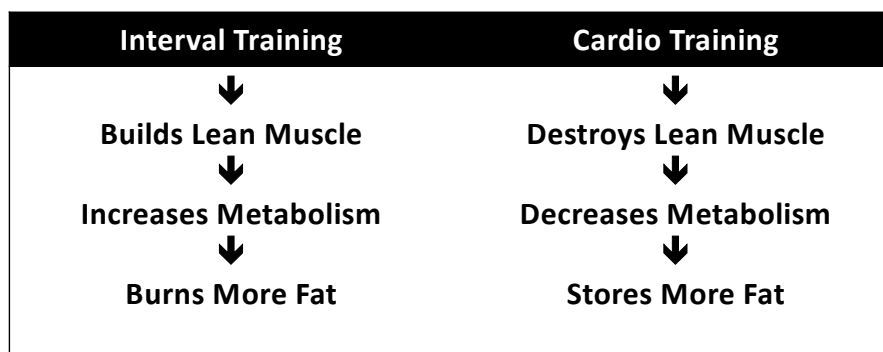 Interval Training
Cardio Training
Builds Lean Muscle
Destroys Lean Muscle
Increases Metabolism
Decreases Metabolism
Burns More Fat
Stores More Fat